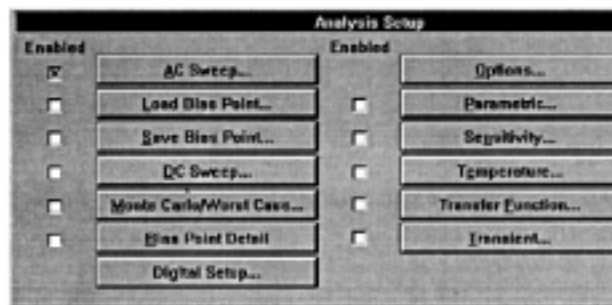 Analysis Setup
Enabled
Enabled
AC Sweep...
Options...
Load Bias Point...
Parametric...
Save Bias Point...
Sensitivity...
DC Sweep...
Temperature...
Monte Carlo/Worst Case...
Transfer Function...
Bias Point Detail
Transient...
Digital Setup...